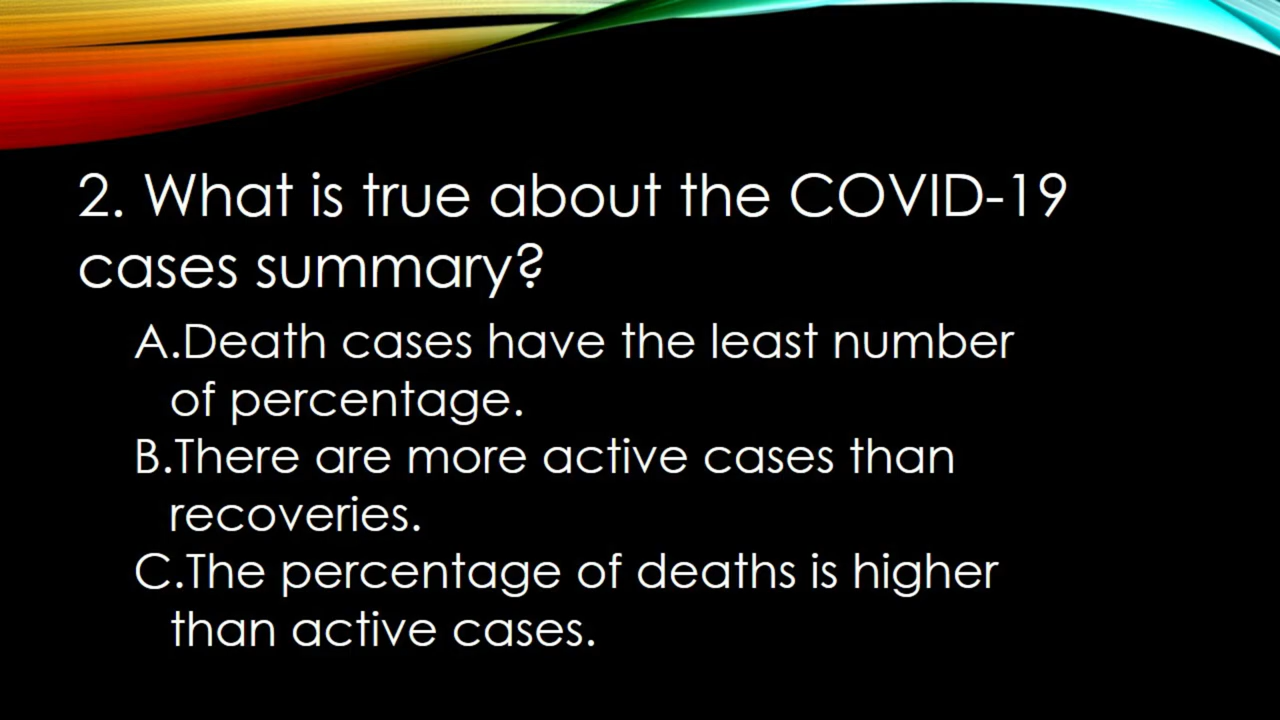 2. What is true about the COVID-19
cases summary?
A.Death cases have the least number
of percentage.
B.There are more active cases than
recoveries.
C.The percentage of deaths is higher
than active cases.